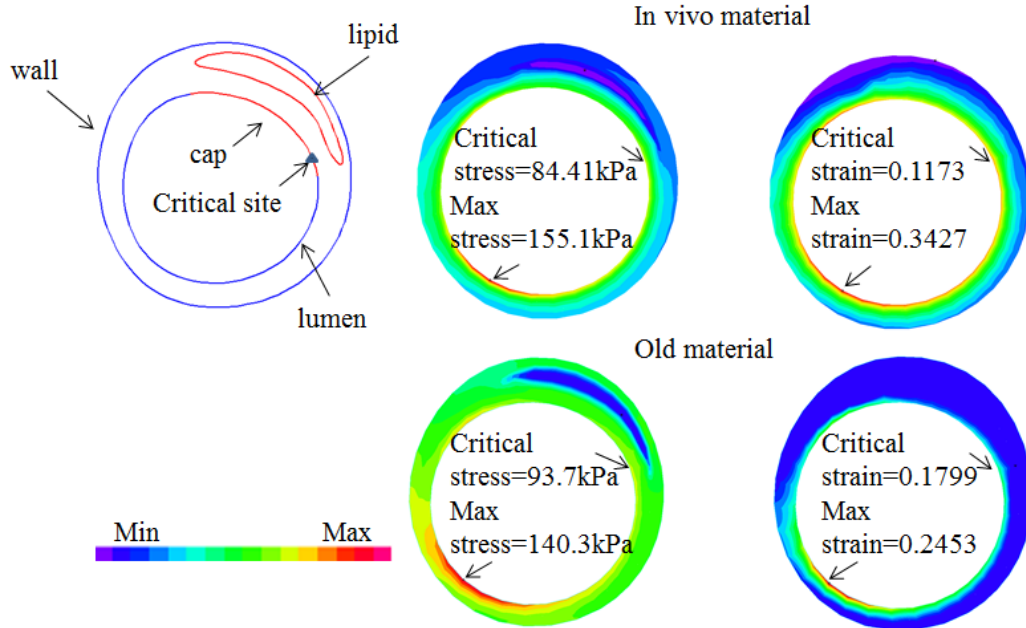 In vivo material
wall
lipid
cap
Critical site
lumen
Critical
stress=84.41kPa
Max
stress=155.1kPa
Critical
strain=0.1173
Max
strain=0.3427
Old material
Critical
stress=93.7kPa
Max
stress=140.3kPa
Critical
strain=0.1799
Max
strain=0.2453
Min
Max